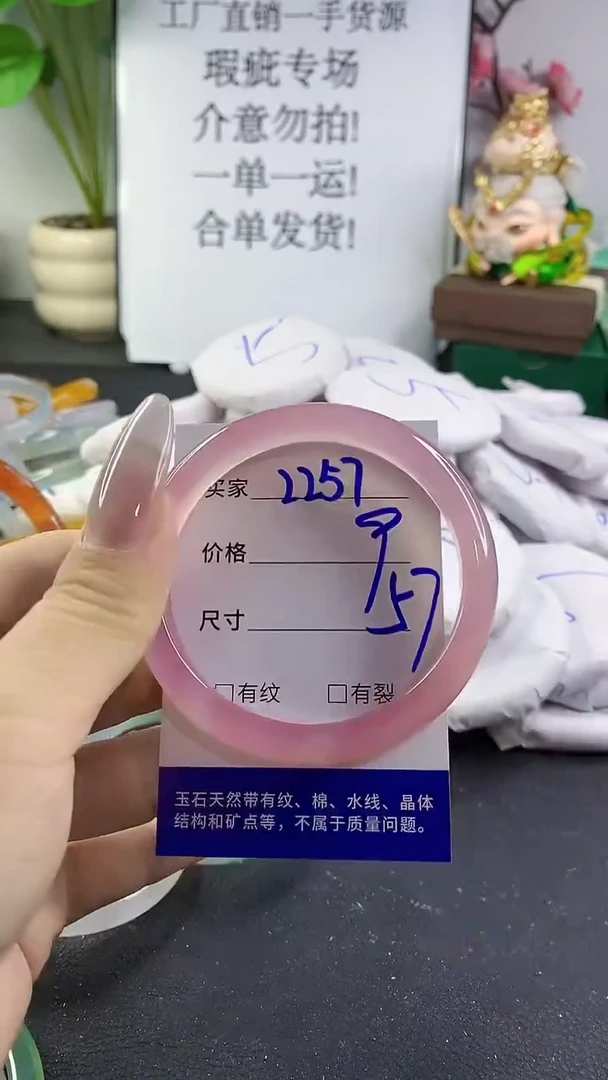 工厂直销一手货源
瑕疵专场
介意勿拍!
一单一运!
合单发货!
买家 2257
价格
尺寸 57
□有纹 □有裂
玉石天然带有纹、棉、水线、晶体
结构和矿点等，不属于质量问题。